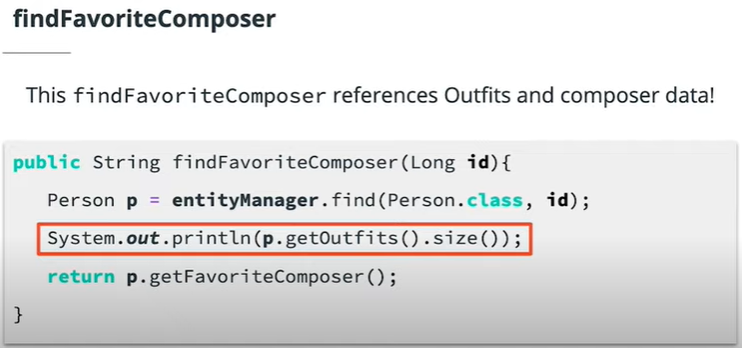 findFavoriteComposer
This findFavoriteComposer references Outfits and composer data!
public String findFavoriteComposer(Long id){
Person p = entityManager.find(Person.class, id);
System.out.println(p.getOutfits().size());
return p.getFavoriteComposer();
}